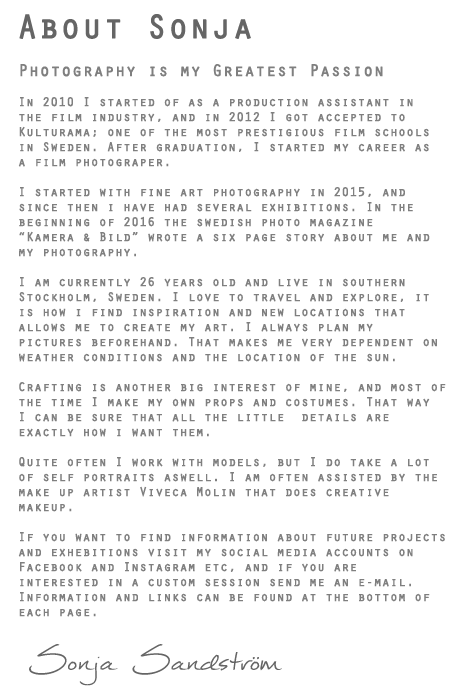 About Sonja
Photography is my Greatest Passion
In 2010 I started of as a production assistant in
the film industry, and in 2012 I got accepted to
Kulturama; one of the most prestigious film schools
in Sweden. After graduation, I started my career as
a film photograper.
I started with fine art photography in 2015, and
since then i have had several exhibitions. In the
beginning of 2016 the swedish photo magazine
“Kamera & Bild” wrote a six page story about me and
my photography.
I am currently 26 years old and live in southern
Stockholm, Sweden. I love to travel and explore, it
is how i find inspiration and new locations that
allows me to create my art. I always plan my
pictures beforehand. That makes me very dependent on
weather conditions and the location of the sun.
Crafting is another big interest of mine, and most of
the time I make my own props and costumes. That way
I can be sure that all the little details are
exactly how i want them.
Quite often I work with models, but I do take a lot
of self portraits aswell. I am often assisted by the
make up artist Viveca Molin that does creative
makeup.
If you want to find information about future projects
and exhebitions visit my social media accounts on
Facebook and Instagram etc, and if you are
interested in a custom session send me an e-mail.
Information and links can be found at the bottom of
each page.
Sonja Sandström